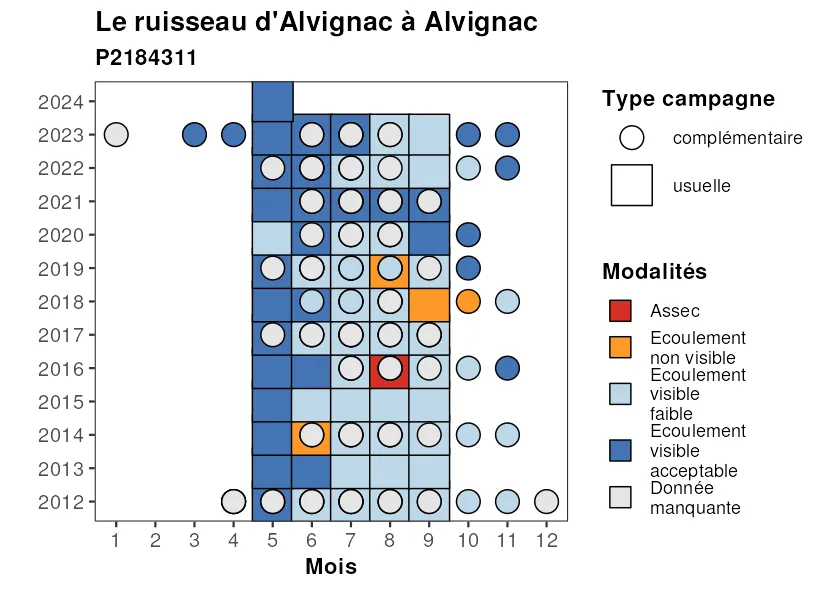 Le ruisseau d'Alvignac à Alvignac
P2184311
2024
2023
2022
2021
2020
2019
2018
2017
2016
2015
2014
2013
2012
1 2 3 4 5 6 7 8 9 10 11 12
Mois
Type campagne
complémentaire
usuelle
Modalités
Assec
Ecoulement
non visible
Ecoulement
visible
faible
Ecoulement
visible
acceptable
Donnée
manquante